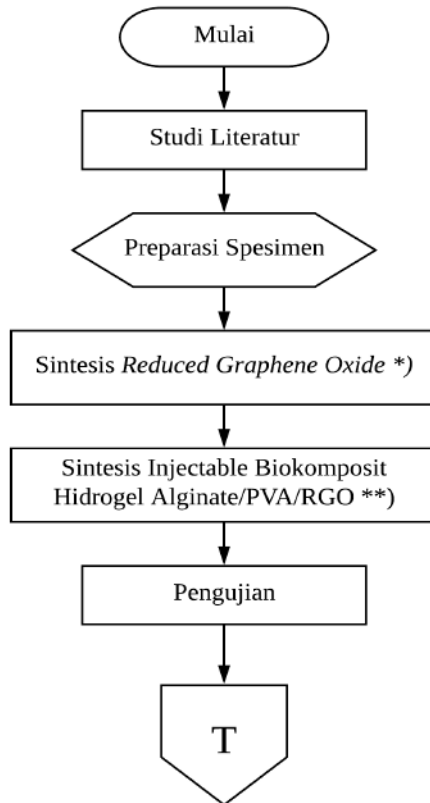 Mulai
Studi Literatur
Preparasi Spesimen
Sintesis Reduced Graphene Oxide *)
Sintesis Injectable Biokomposit
Hidrogel Alginate/PVA/RGO **)
Pengujian
T